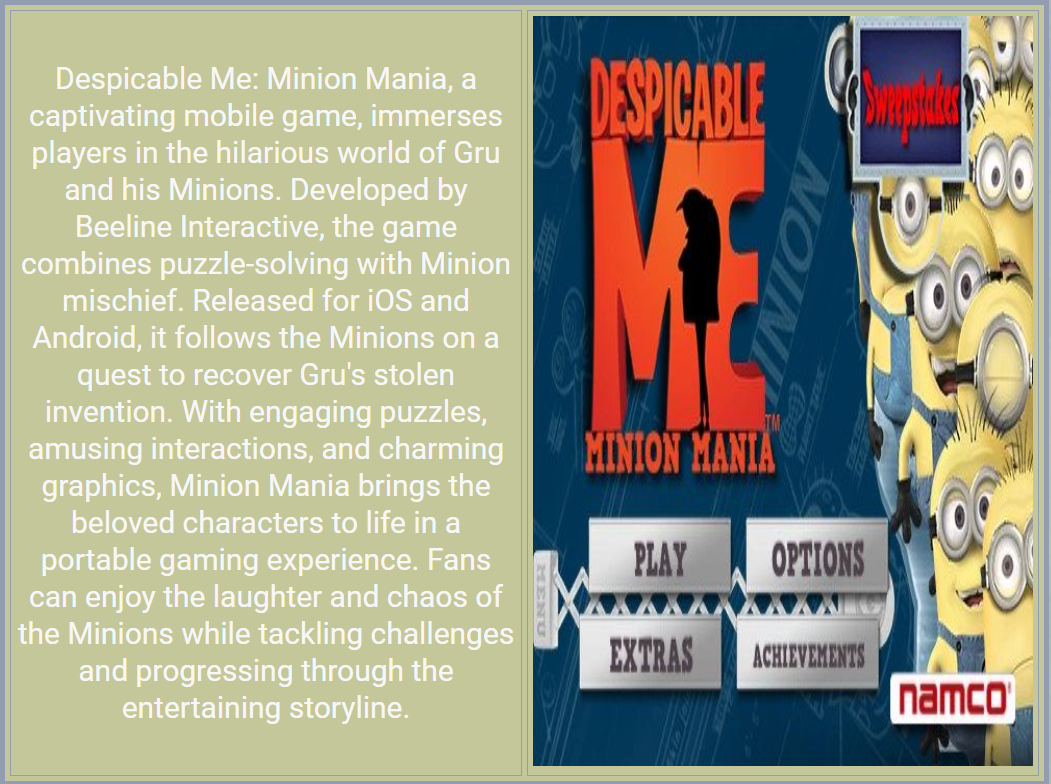 Despicable Me: Minion Mania, a
captivating mobile game, immerses
players in the hilarious world of Gru
and his Minions. Developed by
Beeline Interactive, the game
combines puzzle-solving with Minion
mischief. Released for iOS and
Android, it follows the Minions on a
quest to recover Gru's stolen
invention. With engaging puzzles,
amusing interactions, and charming
graphics, Minion Mania brings the
beloved characters to life in a
portable gaming experience. Fans
can enjoy the laughter and chaos of
the Minions while tackling challenges
and progressing through the
entertaining storyline.
DESPICABLE
ME
TM
MINION MANIA
Sweepstakes
MINION
PLAY
OPTIONS
MENU
EXTRAS
ACHIEVEMENTS
namco